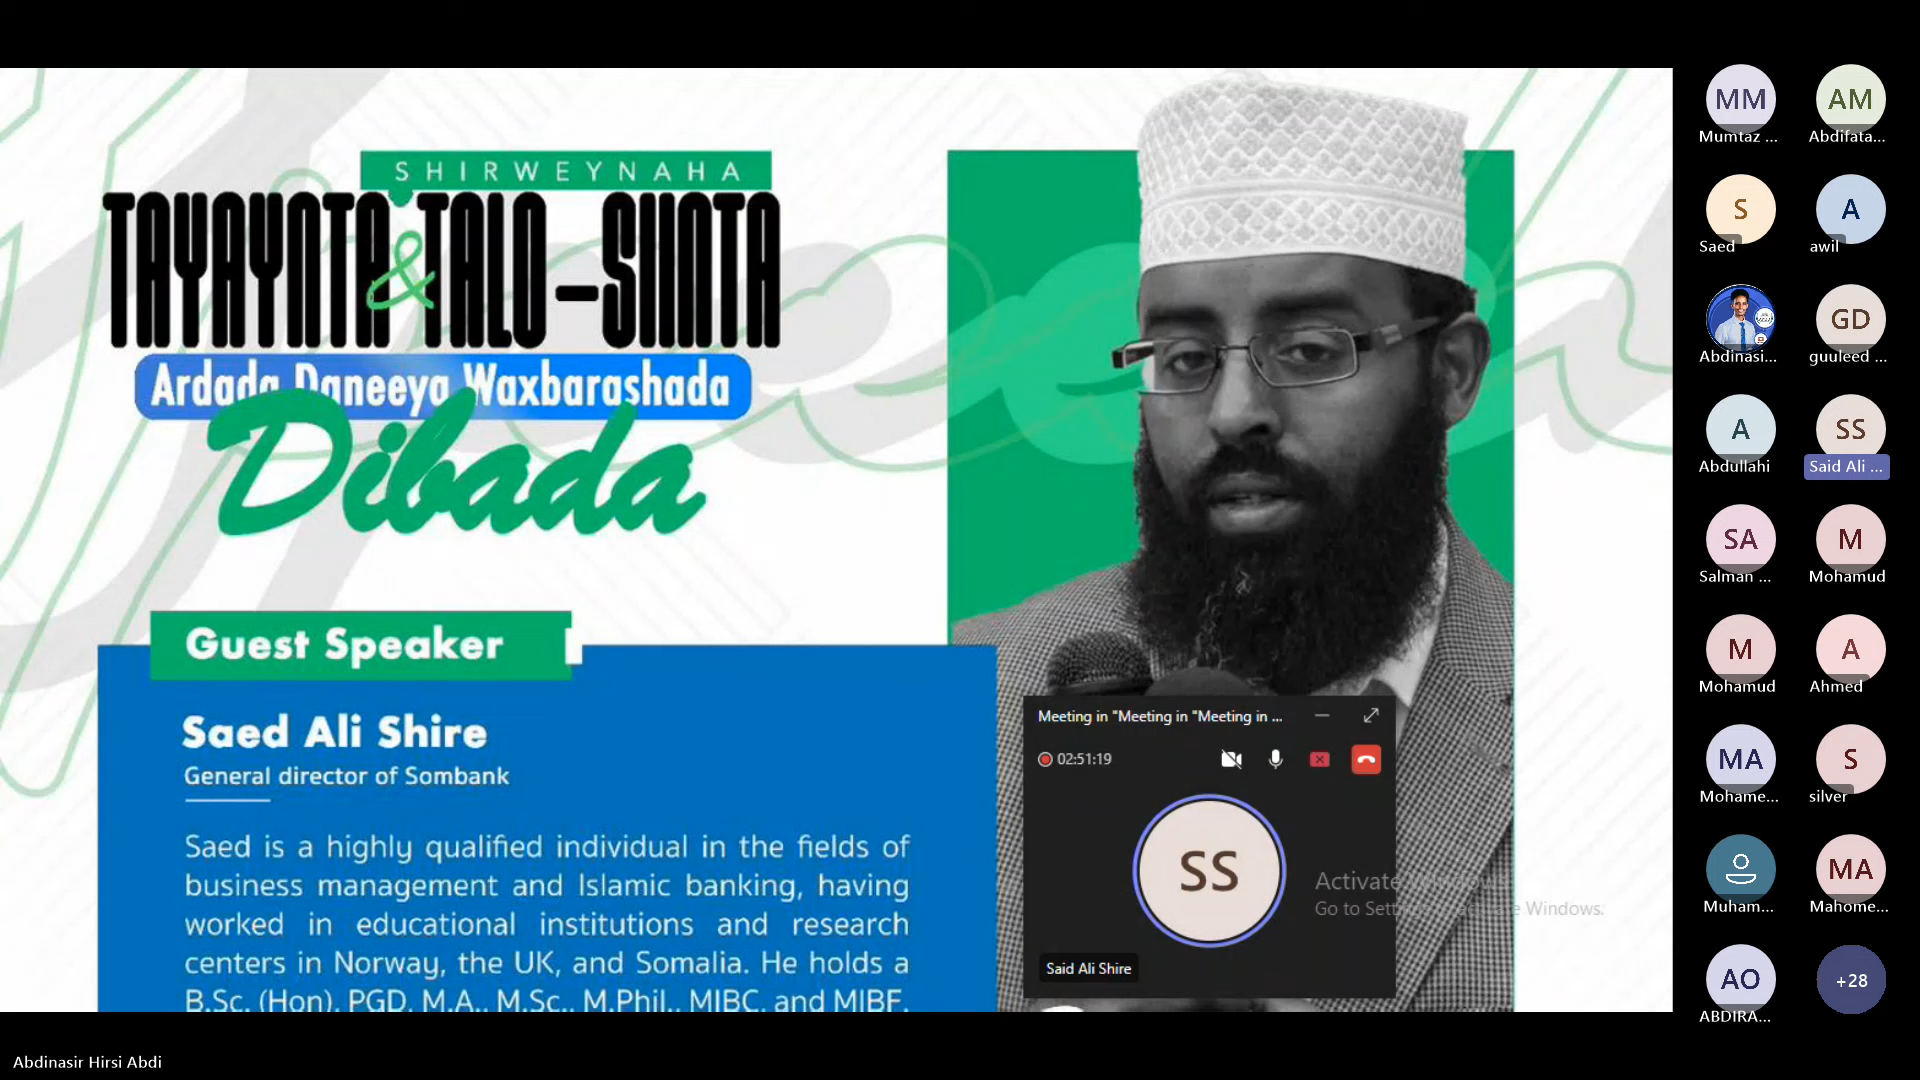 SHIRWEYNAHA
TAYAYNTA & TALO-SIINTA
Ardada Daneeya Waxbarashada
Dibada
Guest Speaker
Saed Ali Shire
General director of Sombank
Saed is a highly qualified individual in the fields of
business management and Islamic banking, having
worked in educational institutions and research
centers in Norway, the UK, and Somalia. He holds a
B.Sc. (Hon), PGD, M.A., M.Sc., M.Phil., MIBC, and MIBF.
Meeting in "Meeting in "Meeting in ...
02:51:19
SS
Said Ali Shire
Activate Windows
Go to Settings to activate Windows.
MM
Mumtaz ...
AM
Abdifata...
S
Saed
A
awil
Abdinasi...
GD
guuleed ...
A
Abdullahi
SS
Said Ali ...
SA
Salman ...
M
Mohamud
M
Mohamud
A
Ahmed
MA
Mohame...
S
silver
Muham...
MA
Mahome...
AO
ABDIRA...
+28
Abdinasir Hirsi Abdi